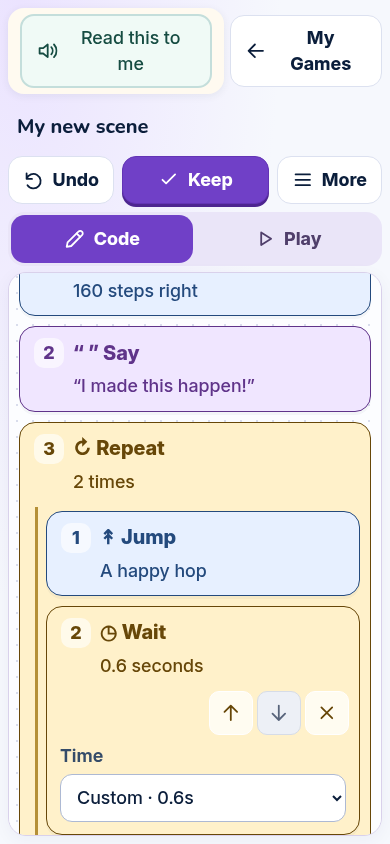 Read this to
me
My
Games
My new scene
Undo
Keep
More
Code
Play
160 steps right
2 “ ” Say
“I made this happen!”
3 Repeat
2 times
1 Jump
A happy hop
2 Wait
0.6 seconds
Time
Custom · 0.6s